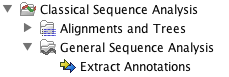 Classical Sequence Analysis
Alignments and Trees
General Sequence Analysis
Extract Annotations